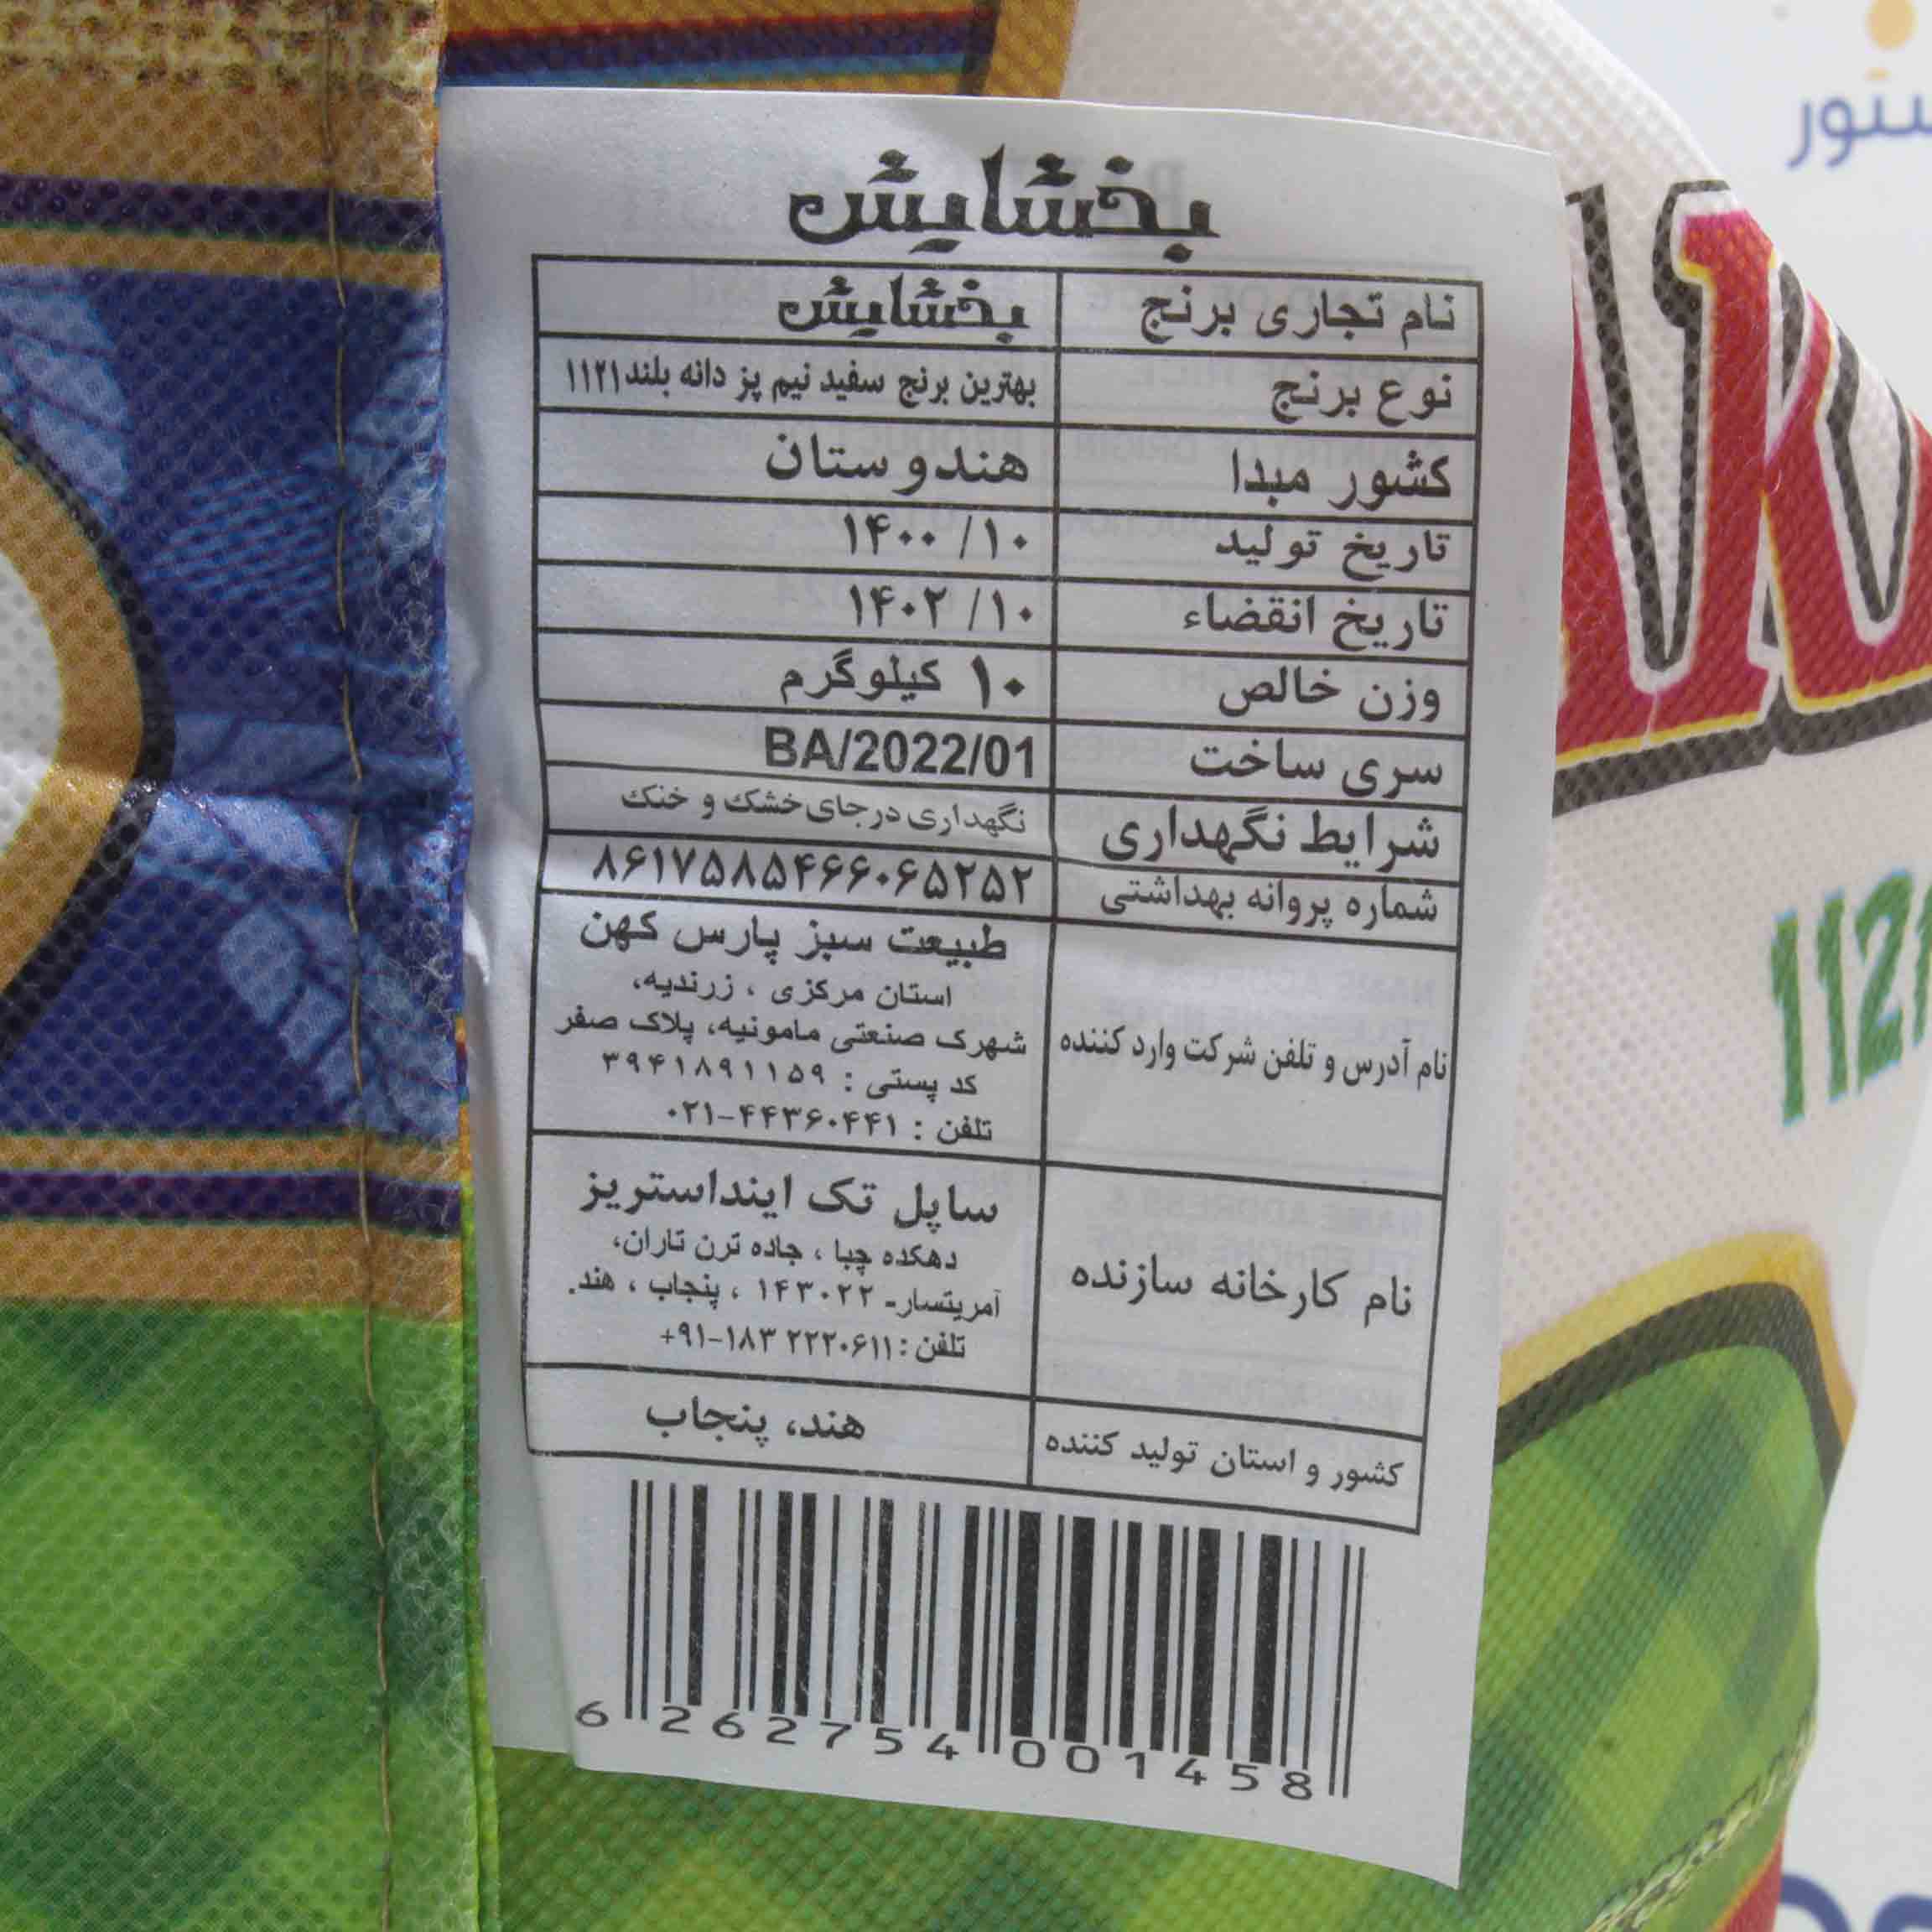 بخشایش
نام تجاری برنج بخشایش
نوع برنج بهترین برنج سفید نیم پز دانه بلند ۱۱۲۱
کشور مبدا هندوستان
تاریخ تولید ۱۴۰۰/۱۰
تاریخ انقضاء ۱۴۰۲/۱۰
وزن خالص ۱۰ کیلوگرم
سری ساخت BA/2022/01
شرایط نگهداری نگهداری درجای خشک و خنک
شماره پروانه بهداشتی ۸۶۱۷۵۸۵۴۶۶۰۶۵۲۵۲
نام آدرس و تلفن شرکت وارد کننده
طبیعت سبز پارس کهن
استان مرکزی ، زرندیه،
شهرک صنعتی مامونیه، پلاک صفر
کد پستی : ۳۹۴۱۸۹۱۱۵۹
تلفن : ۰۲۱-۴۴۳۶۰۴۴۱
نام کارخانه سازنده
ساپل تک اینداستریز
دهکده چبا ، جاده ترن تاران،
آمریتسار- ۱۴۳۰۲۲ ، پنجاب ، هند.
تلفن : +۹۱-۱۸۳ ۲۲۲۰۶۱۱
کشور و استان تولید کننده هند، پنجاب
6 262754 001458
112